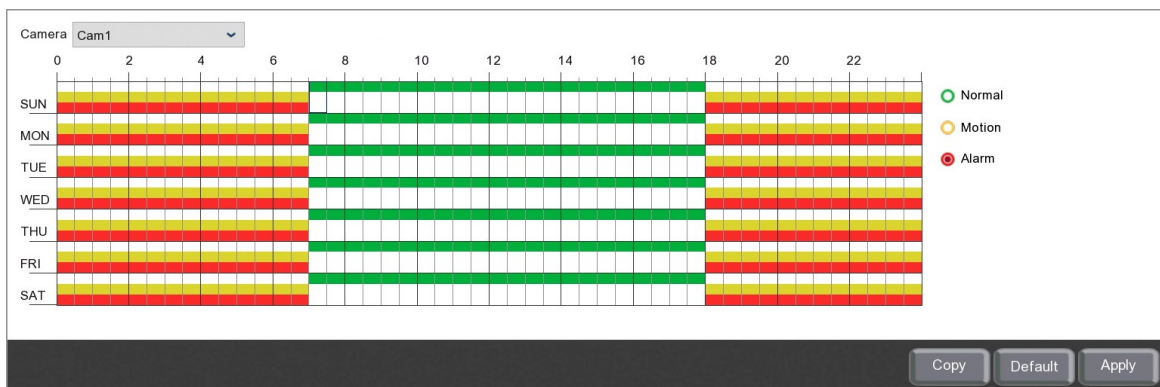 Camera Cam1
0 2 4 6 8 10 12 14 16 18 20 22
SUN
MON
TUE
WED
THU
FRI
SAT
Normal
Motion
Alarm
Copy Default Apply